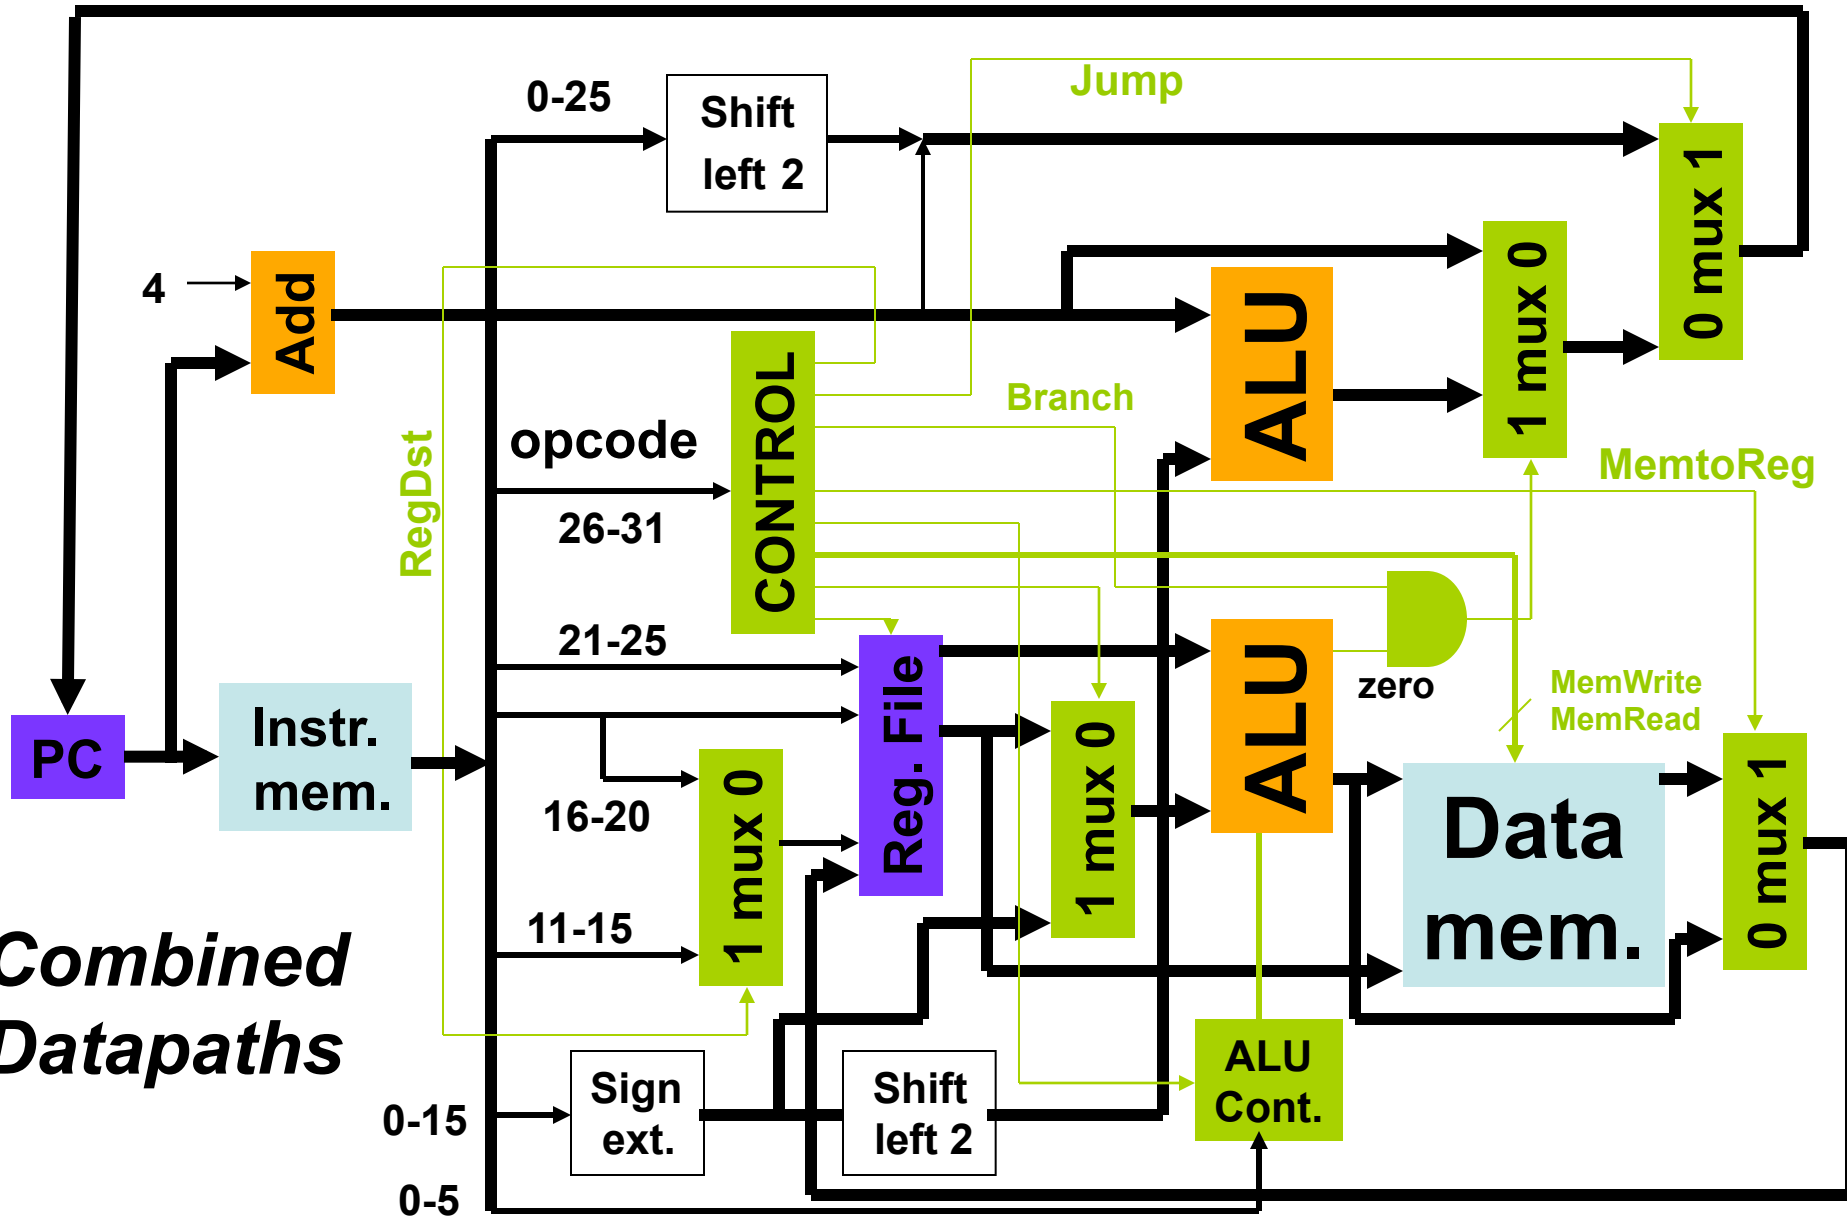 Jump
0-25
Shift
left 2
0 mux 1
4
Add
1 mux 0
ALU
CONTROL
Branch
opcode
RegDst
MemtoReg
26-31
21-25
Reg. File
ALU
zero
MemWrite
MemRead
PC
Instr.
mem.
1 mux 0
1 mux 0
16-20
Data
mem.
0 mux 1
11-15
Combined
Datapaths
Sign
ext.
Shift
left 2
ALU
Cont.
0-15
0-5